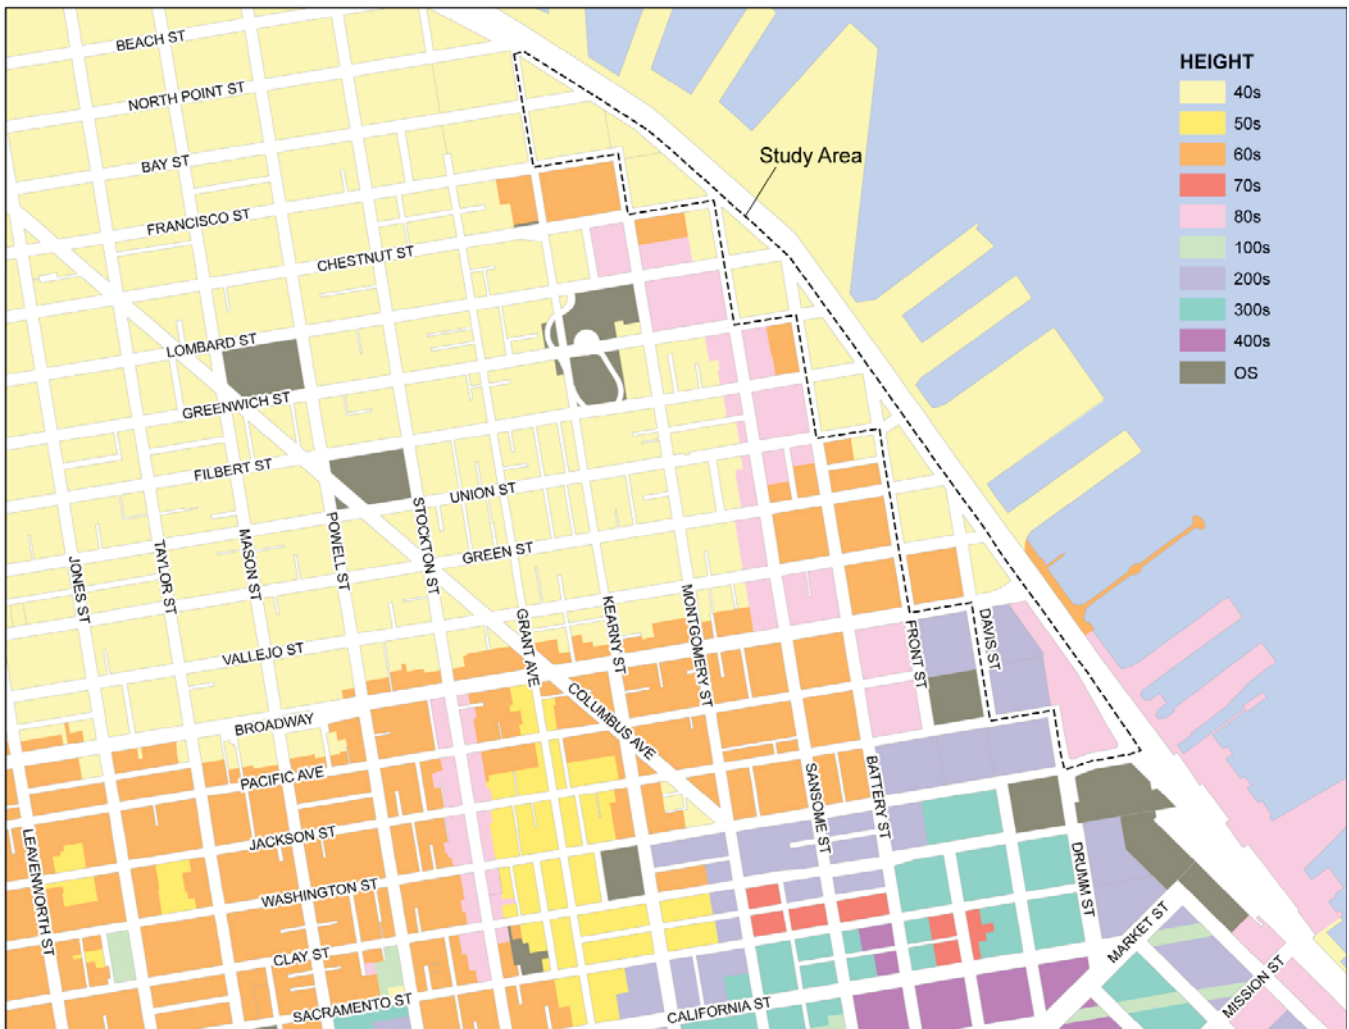 BEACH ST
NORTH POINT ST
BAY ST
FRANCISCO ST
CHESTNUT ST
LOMBARD ST
GREENWICH ST
FILBERT ST
UNION ST
GREEN ST
VALLEJO ST
BROADWAY
PACIFIC AVE
JACKSON ST
WASHINGTON ST
CLAY ST
SACRAMENTO ST
CALIFORNIA ST
JONES ST
TAYLOR ST
MASON ST
POWELL ST
STOCKTON ST
GRANT AVE
KEARNY ST
MONTGOMERY ST
COLUMBUS AVE
SANSOME ST
BATTERY ST
FRONT ST
DAVIS ST
DRUMM ST
LEAVENWORTH ST
MARKET ST
MISSION ST
Study Area
HEIGHT
40s
50s
60s
70s
80s
100s
200s
300s
400s
OS